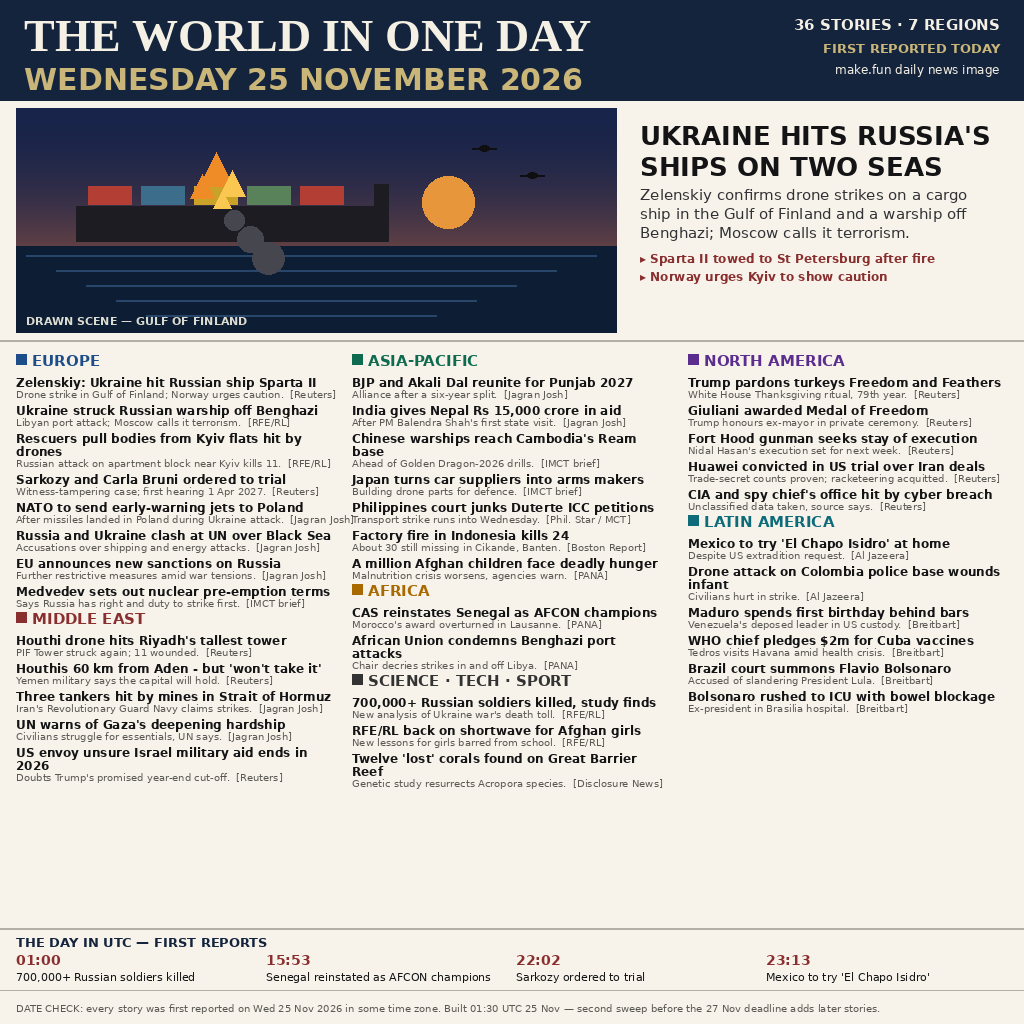 THE WORLD IN ONE DAY
WEDNESDAY 25 NOVEMBER 2026
36 STORIES · 7 REGIONS
FIRST REPORTED TODAY
make.fun daily news image
DRAWN SCENE — GULF OF FINLAND
UKRAINE HITS RUSSIA'S
SHIPS ON TWO SEAS
Zelenskiy confirms drone strikes on a cargo
ship in the Gulf of Finland and a warship off
Benghazi; Moscow calls it terrorism.
▸ Sparta II towed to St Petersburg after fire
▸ Norway urges Kyiv to show caution
EUROPE
Zelenskiy: Ukraine hit Russian ship Sparta II
Drone strike in Gulf of Finland; Norway urges caution. [Reuters]
Ukraine struck Russian warship off Benghazi
Libyan port attack; Moscow calls it terrorism. [RFE/RL]
Rescuers pull bodies from Kyiv flats hit by
drones
Russian attack on apartment block near Kyiv kills 11. [RFE/RL]
Sarkozy and Carla Bruni ordered to trial
Witness-tampering case; first hearing 1 Apr 2027. [Reuters]
NATO to send early-warning jets to Poland
After missiles landed in Poland during Ukraine attack. [Jagran Josh]
Russia and Ukraine clash at UN over Black Sea
Accusations over shipping and energy attacks. [Jagran Josh]
EU announces new sanctions on Russia
Further restrictive measures amid war tensions. [Jagran Josh]
Medvedev sets out nuclear pre-emption terms
Says Russia has right and duty to strike first. [IMCT brief]
MIDDLE EAST
Houthi drone hits Riyadh's tallest tower
PIF Tower struck again; 11 wounded. [Reuters]
Houthis 60 km from Aden - but 'won't take it'
Yemen military says the capital will hold. [Reuters]
Three tankers hit by mines in Strait of Hormuz
Iran's Revolutionary Guard Navy claims strikes. [Jagran Josh]
UN warns of Gaza's deepening hardship
Civilians struggle for essentials, UN says. [Jagran Josh]
US envoy unsure Israel military aid ends in
2026
Doubts Trump's promised year-end cut-off. [Reuters]
ASIA-PACIFIC
BJP and Akali Dal reunite for Punjab 2027
Alliance after a six-year split. [Jagran Josh]
India gives Nepal Rs 15,000 crore in aid
After PM Balendra Shah's first state visit. [Jagran Josh]
Chinese warships reach Cambodia's Ream
base
Ahead of Golden Dragon-2026 drills. [IMCT brief]
Japan turns car suppliers into arms makers
Building drone parts for defence. [IMCT brief]
Philippines court junks Duterte ICC petitions
Transport strike runs into Wednesday. [Phil. Star / MCT]
Factory fire in Indonesia kills 24
About 30 still missing in Cikande, Banten. [Boston Report]
A million Afghan children face deadly hunger
Malnutrition crisis worsens, agencies warn. [PANA]
AFRICA
CAS reinstates Senegal as AFCON champions
Morocco's award overturned in Lausanne. [PANA]
African Union condemns Benghazi port
attacks
Chair decries strikes in and off Libya. [PANA]
SCIENCE · TECH · SPORT
700,000+ Russian soldiers killed, study finds
New analysis of Ukraine war's death toll. [RFE/RL]
RFE/RL back on shortwave for Afghan girls
New lessons for girls barred from school. [RFE/RL]
Twelve 'lost' corals found on Great Barrier
Reef
Genetic study resurrects Acropora species. [Disclosure News]
NORTH AMERICA
Trump pardons turkeys Freedom and Feathers
White House Thanksgiving ritual, 79th year. [Reuters]
Giuliani awarded Medal of Freedom
Trump honours ex-mayor in private ceremony. [Reuters]
Fort Hood gunman seeks stay of execution
Nidal Hasan's execution set for next week. [Reuters]
Huawei convicted in US trial over Iran deals
Trade-secret counts proven; racketeering acquitted. [Reuters]
CIA and spy chief's office hit by cyber breach
Unclassified data taken, source says. [Reuters]
LATIN AMERICA
Mexico to try 'El Chapo Isidro' at home
Despite US extradition request. [Al Jazeera]
Drone attack on Colombia police base wounds
infant
Civilians hurt in strike. [Al Jazeera]
Maduro spends first birthday behind bars
Venezuela's deposed leader in US custody. [Breitbart]
WHO chief pledges $2m for Cuba vaccines
Tedros visits Havana amid health crisis. [Breitbart]
Brazil court summons Flavio Bolsonaro
Accused of slandering President Lula. [Breitbart]
Bolsonaro rushed to ICU with bowel blockage
Ex-president in Brasilia hospital. [Breitbart]
THE DAY IN UTC — FIRST REPORTS
01:00
700,000+ Russian soldiers killed
15:53
Senegal reinstated as AFCON champions
22:02
Sarkozy ordered to trial
23:13
Mexico to try 'El Chapo Isidro'
DATE CHECK: every story was first reported on Wed 25 Nov 2026 in some time zone. Built 01:30 UTC 25 Nov — second sweep before the 27 Nov deadline adds later stories.